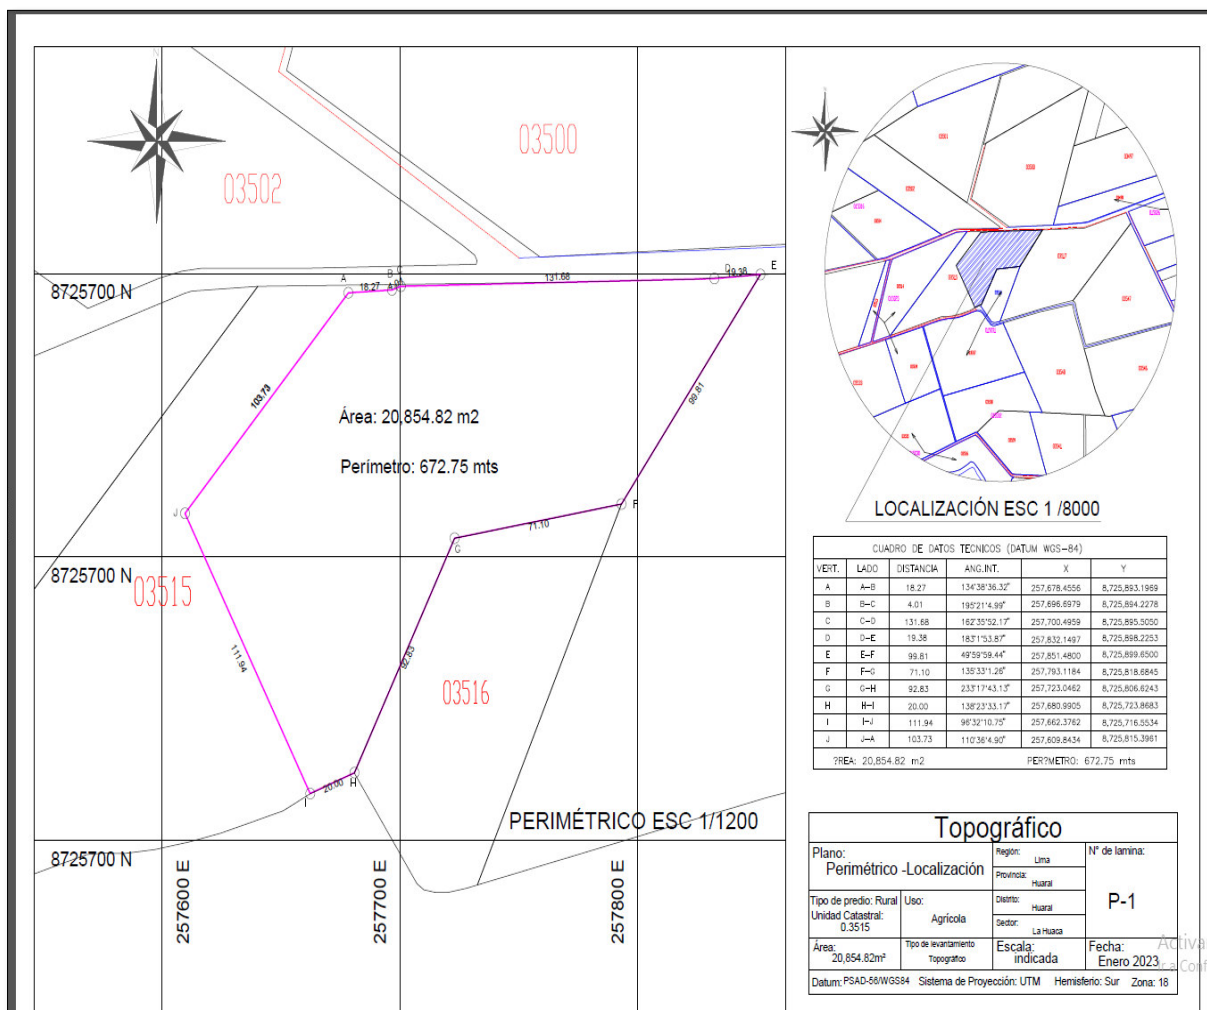 03500
03502
8725700 N
A
18.27
B
C
4.01
131.68
D
19.38
E
103.73
99.81
Área: 20,854.82 m2
Perímetro: 672.75 mts
J
F
71.10
G
8725700 N
03515
111.94
92.83
03516
20.00
H
I
PERIMÉTRICO ESC 1/1200
8725700 N
257600 E
257700 E
257800 E
LOCALIZACIÓN ESC 1 /8000
CUADRO DE DATOS TECNICOS (DATUM WGS-84)
VERT. LADO DISTANCIA ANG.INT. X Y
A A-B 18.27 134°38'36.32" 257,678.4556 8,725,893.1969
B B-C 4.01 195°21'4.99" 257,696.6979 8,725,894.2278
C C-D 131.68 162°35'52.17" 257,700.4959 8,725,895.5050
D D-E 19.38 183°1'53.87" 257,832.1497 8,725,898.2253
E E-F 99.81 49°59'59.44" 257,851.4800 8,725,899.6500
F F-G 71.10 135°33'1.26" 257,793.1184 8,725,818.6845
G G-H 92.83 233°17'43.13" 257,723.0462 8,725,806.6243
H H-I 20.00 138°23'33.17" 257,680.9905 8,725,723.8683
I I-J 111.94 96°32'10.75" 257,662.3762 8,725,716.5534
J J-A 103.73 110°36'4.90" 257,609.8434 8,725,815.3961
?REA: 20,854.82 m2 PER?METRO: 672.75 mts
Topográfico
Plano:
Perimétrico -Localización
Región:
Lima
Provincia:
Huaral
N° de lamina:
P-1
Tipo de predio: Rural
Unidad Catastral:
0.3515
Uso:
Agrícola
Distrito:
Huaral
Sector:
La Huaca
Área:
20,854.82m²
Tipo de levantamiento
Topográfico
Escala:
indicada
Fecha:
Enero 2023
Datum: PSAD-56/WGS84 Sistema de Proyección: UTM Hemisferio: Sur Zona: 18
Activa
Ir a Conf